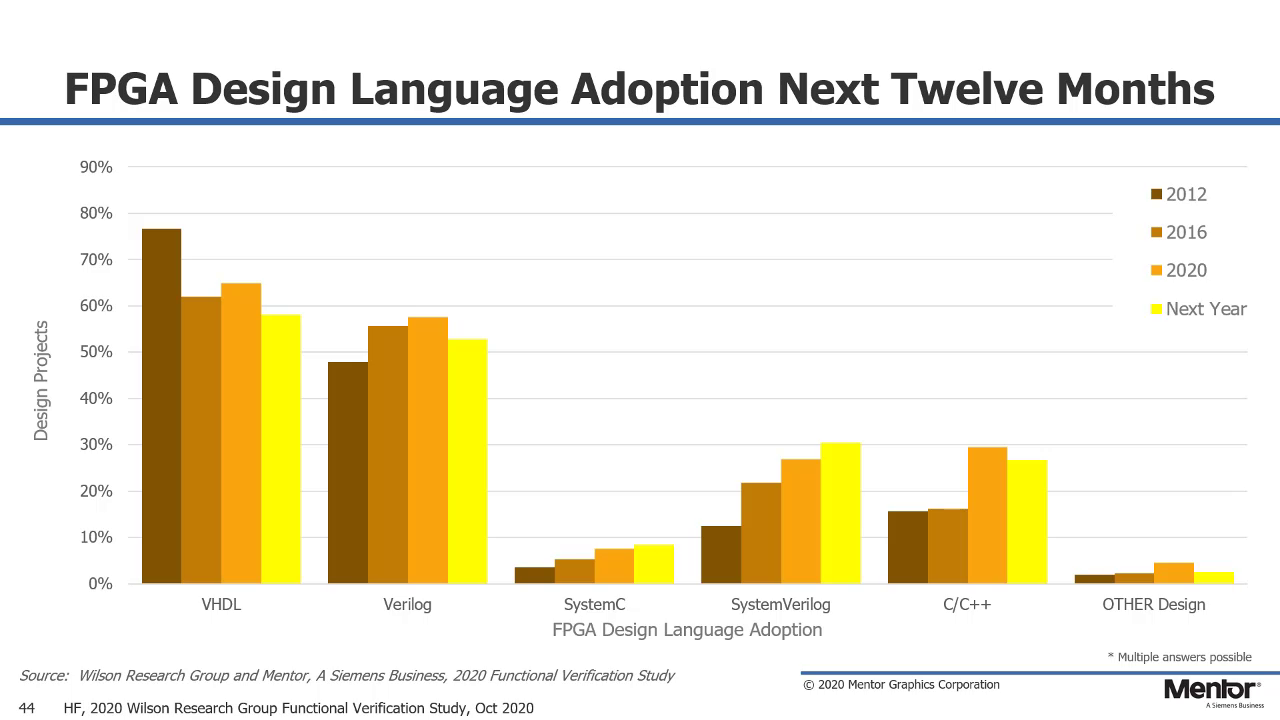 FPGA Design Language Adoption Next Twelve Months
90%
80%
70%
60%
50%
40%
30%
20%
10%
0%
Design Projects
2012
2016
2020
Next Year
VHDL
Verilog
SystemC
SystemVerilog
C/C++
OTHER Design
FPGA Design Language Adoption
* Multiple answers possible
Source: Wilson Research Group and Mentor, A Siemens Business, 2020 Functional Verification Study
© 2020 Mentor Graphics Corporation
Mentor®
A Siemens Business
44 HF, 2020 Wilson Research Group Functional Verification Study, Oct 2020